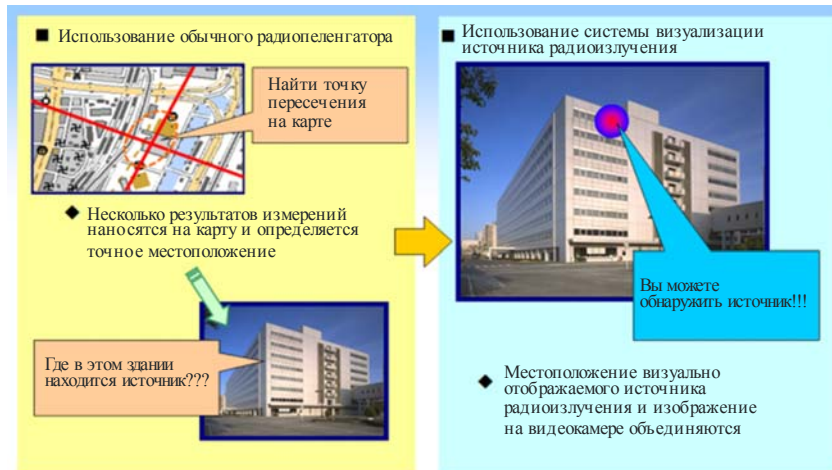 Использование обычного радиопеленгатора
Найти точку
пересечения
на карте
Несколько результатов измерений
наносятся на карту и определяется
точное местоположение
Где в этом здании
находится источник???
Использование системы визуализации
источника радиоизлучения
Вы можете
обнаружить источник!!!
Местоположение визуально
отображаемого источника
радиоизлучения и изображение
на видеокамере объединяются